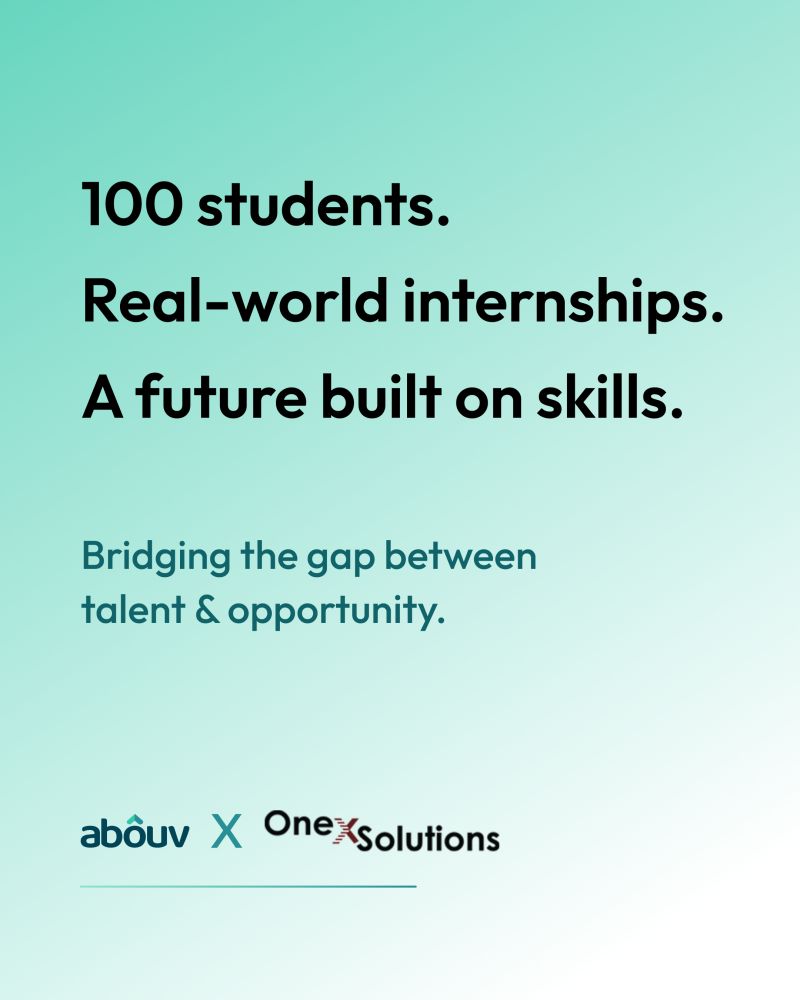 100 students.
Real-world internships.
A future built on skills.
Bridging the gap between
talent & opportunity.
abôuv X OneXSolutions